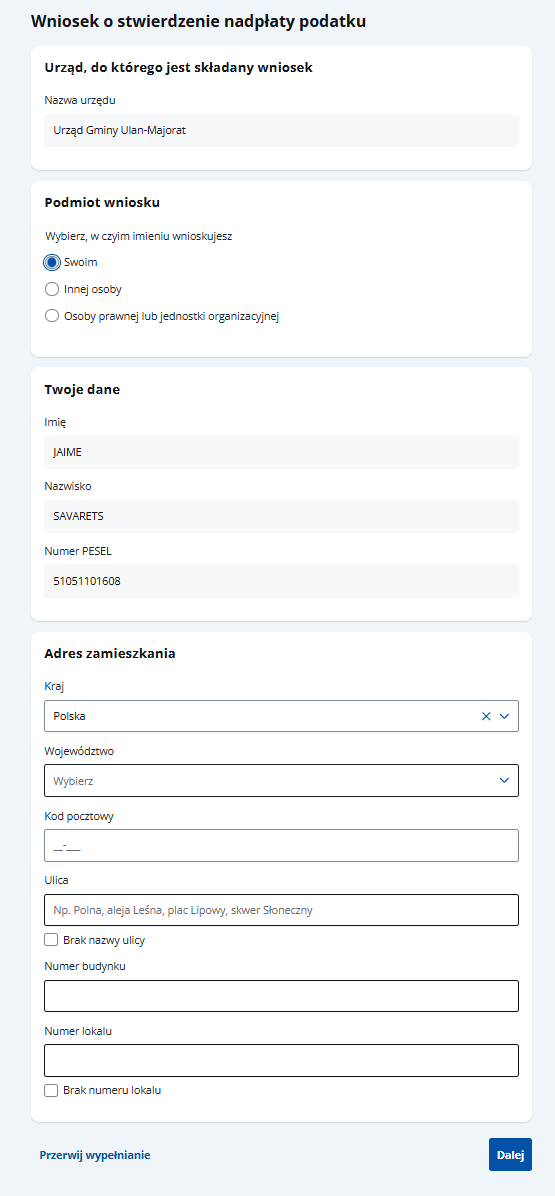 Wniosek o stwierdzenie nadpłaty podatku
Urząd, do którego jest składany wniosek
Nazwa urzędu
Urząd Gminy Ulan-Majorat
Podmiot wniosku
Wybierz, w czyim imieniu wnioskujesz
Swoim
Innej osoby
Osoby prawnej lub jednostki organizacyjnej
Twoje dane
Imię
JAIME
Nazwisko
SAVARETS
Numer PESEL
51051101608
Adres zamieszkania
Kraj
Polska
Województwo
Wybierz
Kod pocztowy
__-___
Ulica
Np. Polna, aleja Leśna, plac Lipowy, skwer Słoneczny
Brak nazwy ulicy
Numer budynku
Numer lokalu
Brak numeru lokalu
Przerwij wypełnianie
Dalej